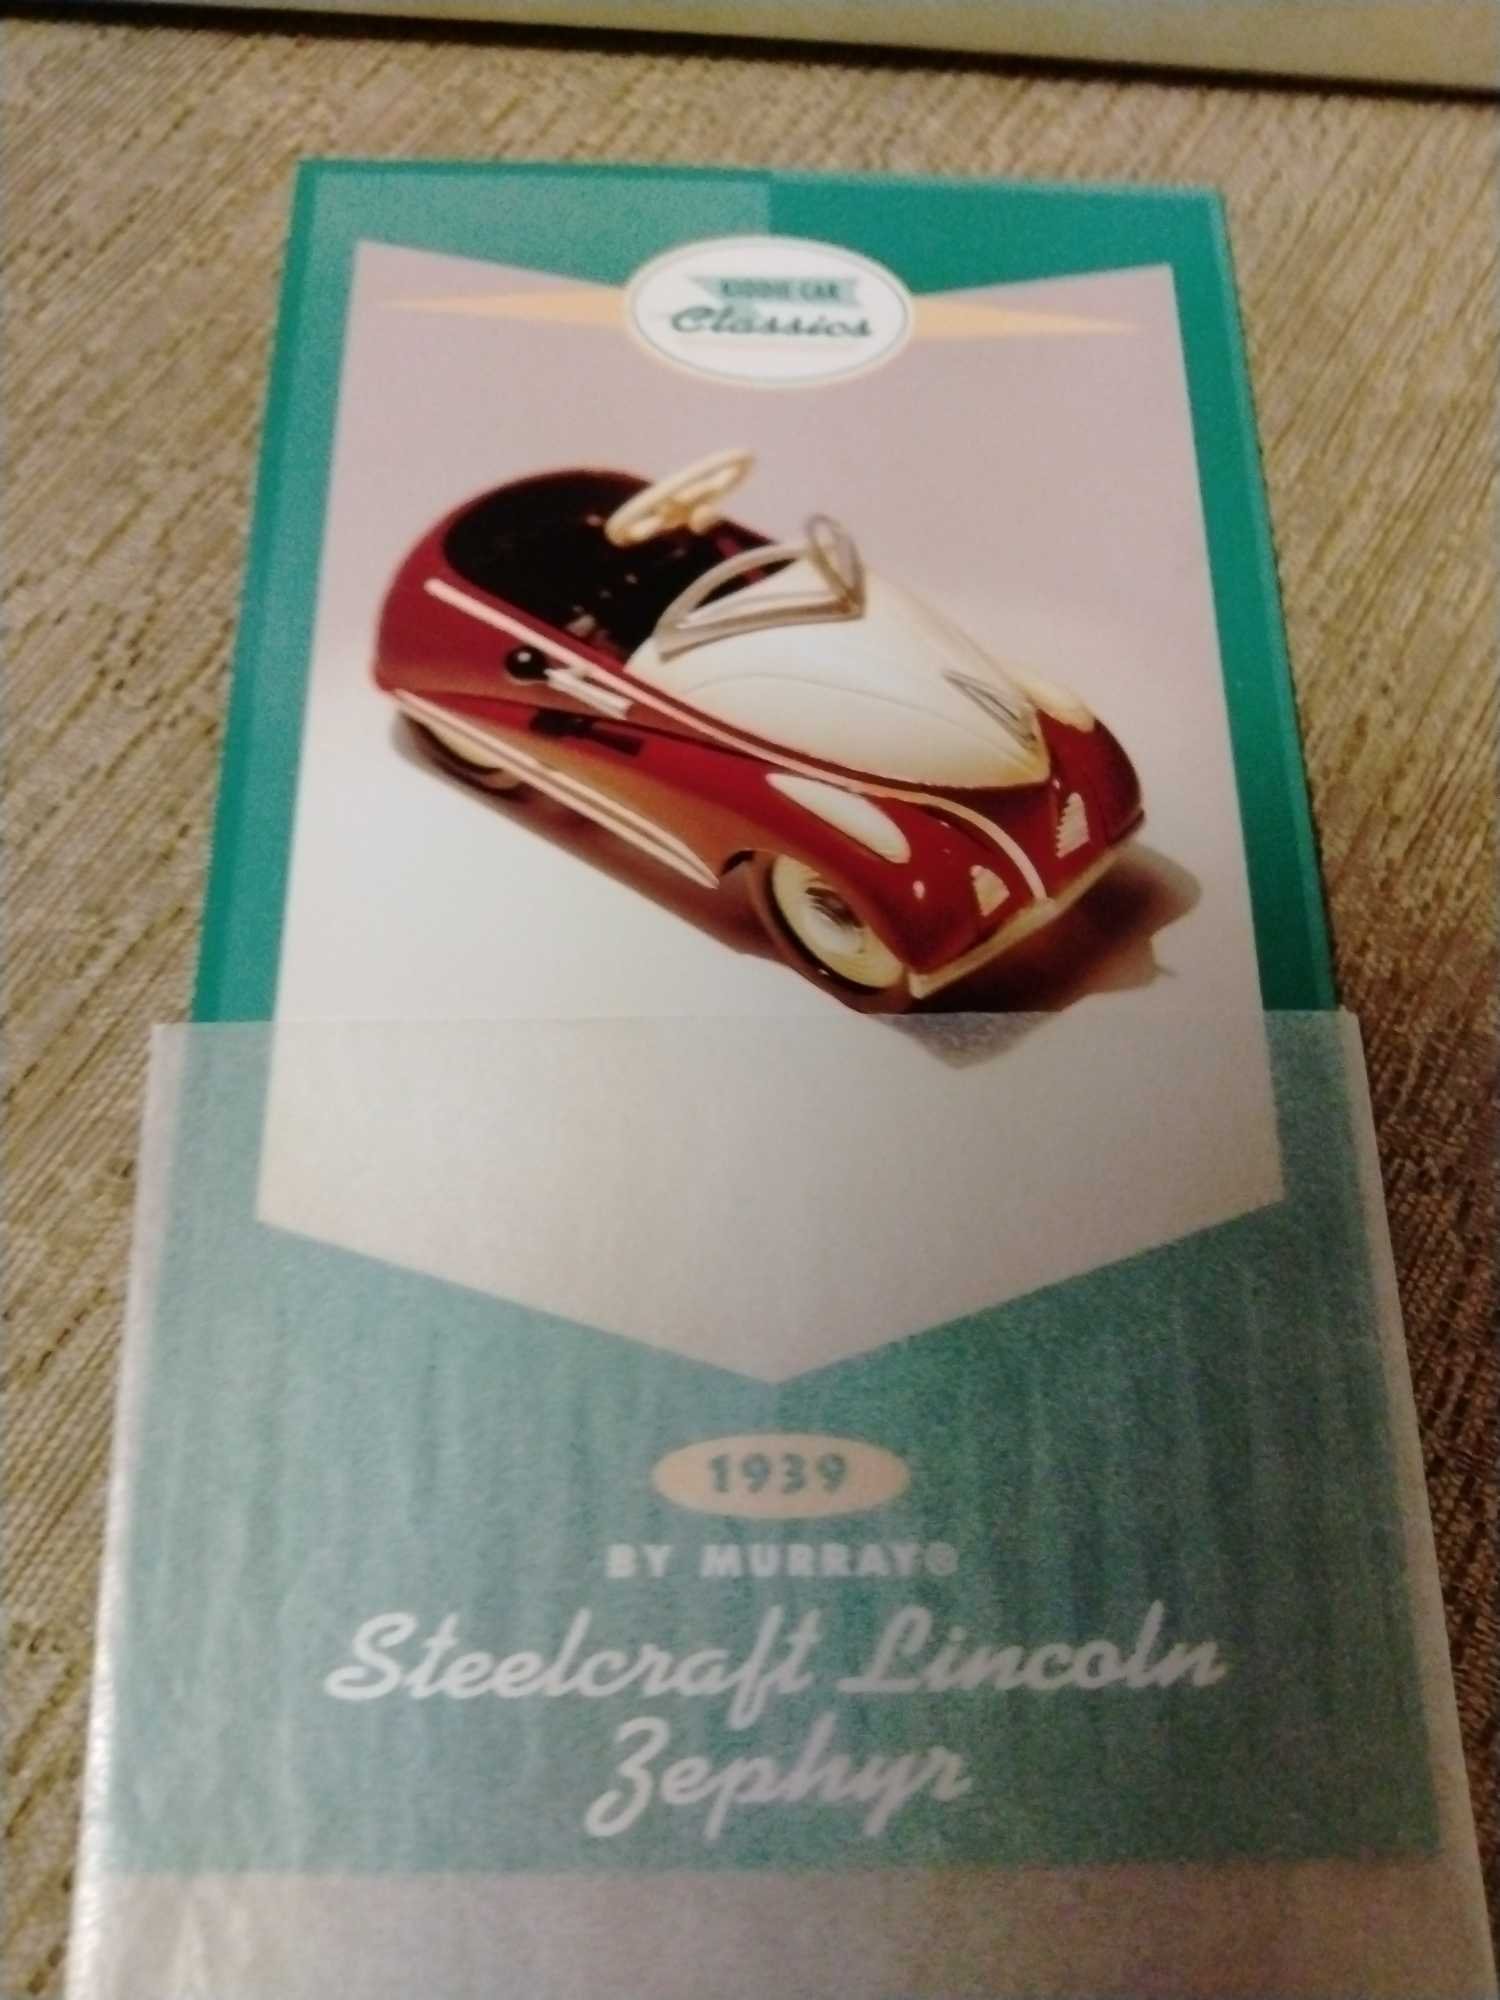 KIDDIE CAR
Classics
1939
BY MURRAY®
Steelcraft Lincoln
Zephyr